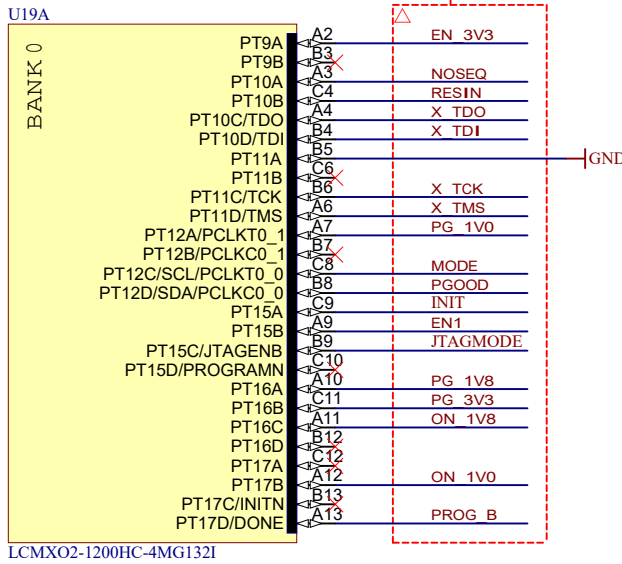 U19A
BANK 0
PT9A A2 EN_3V3
PT9B B3
PT10A A3 NOSEQ
PT10B C4 RESIN
PT10C/TDO A4 X_TDO
PT10D/TDI B4 X_TDI
PT11A B5 GND
PT11B C6
PT11C/TCK B6 X_TCK
PT11D/TMS A6 X_TMS
PT12A/PCLKT0_1 A7 PG_1V0
PT12B/PCLKC0_1 B7
PT12C/SCL/PCLKT0_0 C8 MODE
PT12D/SDA/PCLKC0_0 B8 PGOOD
PT15A C9 INIT
PT15B A9 EN1
PT15C/JTAGENB B9 JTAGMODE
PT15D/PROGRAMN C10
PT16A A10 PG_1V8
PT16B C11 PG_3V3
PT16C A11 ON_1V8
PT16D B12
PT17A C12
PT17B A12 ON_1V0
PT17C/INITN B13
PT17D/DONE A13 PROG_B
LCMXO2-1200HC-4MG132I